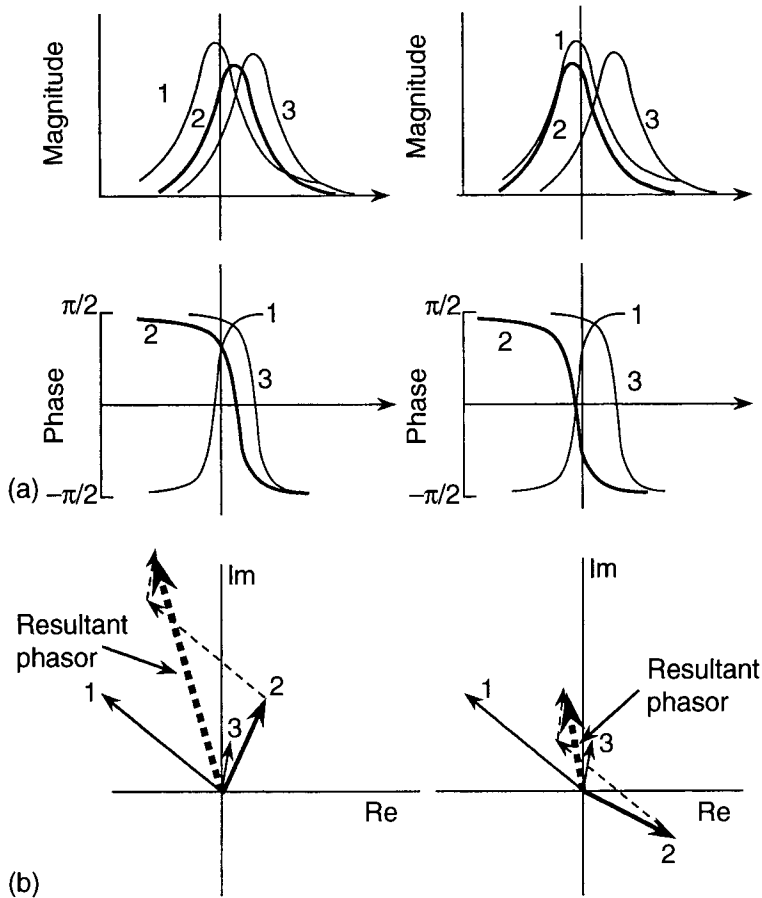 Magnitude
1
2
3
Magnitude
1
2
3
Phase
π/2
−π/2
2
1
3
Phase
π/2
−π/2
2
1
3
(a)
Im
Resultant
phasor
1
2
3
Re
Im
Resultant
phasor
1
3
2
Re
(b)